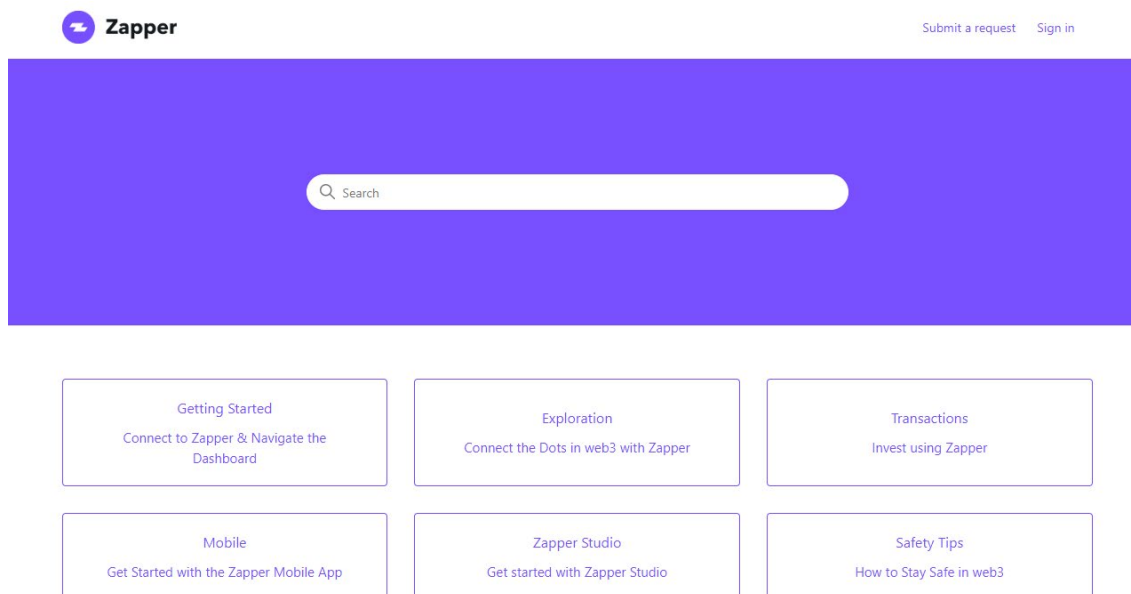 Zapper
Submit a request
Sign in
Search
Getting Started
Connect to Zapper & Navigate the
Dashboard
Exploration
Connect the Dots in web3 with Zapper
Transactions
Invest using Zapper
Mobile
Get Started with the Zapper Mobile App
Zapper Studio
Get started with Zapper Studio
Safety Tips
How to Stay Safe in web3